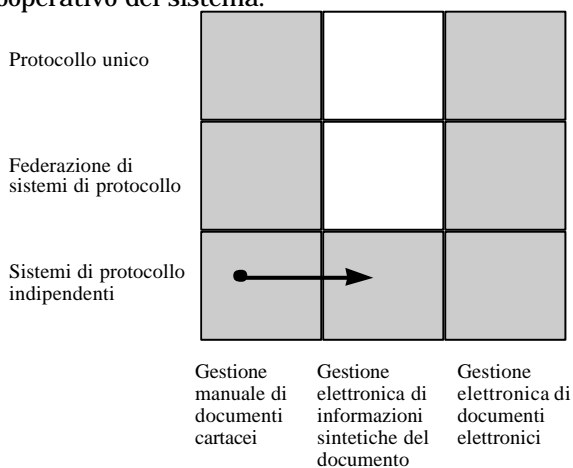 ooperativo del sistema.
Protocollo unico
Federazione di
sistemi di protocollo
Sistemi di protocollo
indipendenti
Gestione
manuale di
documenti
cartacei
Gestione
elettronica di
informazioni
sintetiche del
documento
Gestione
elettronica di
documenti
elettronici